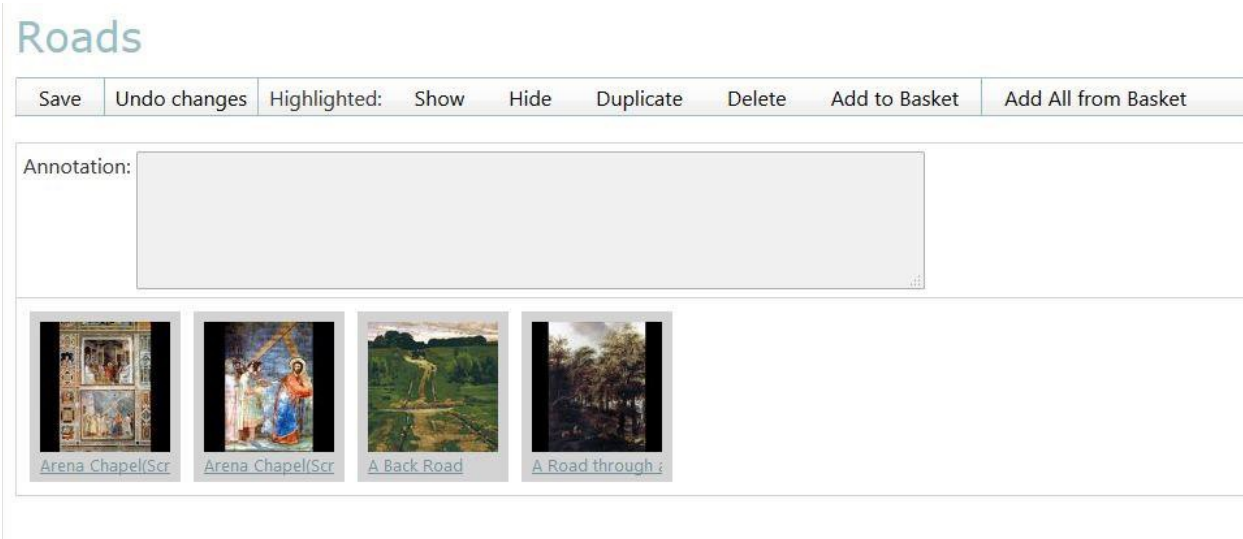 Roads
Save Undo changes Highlighted: Show Hide Duplicate Delete Add to Basket Add All from Basket
Annotation:
Arena Chapel(Scr Arena Chapel(Scr A Back Road A Road through a